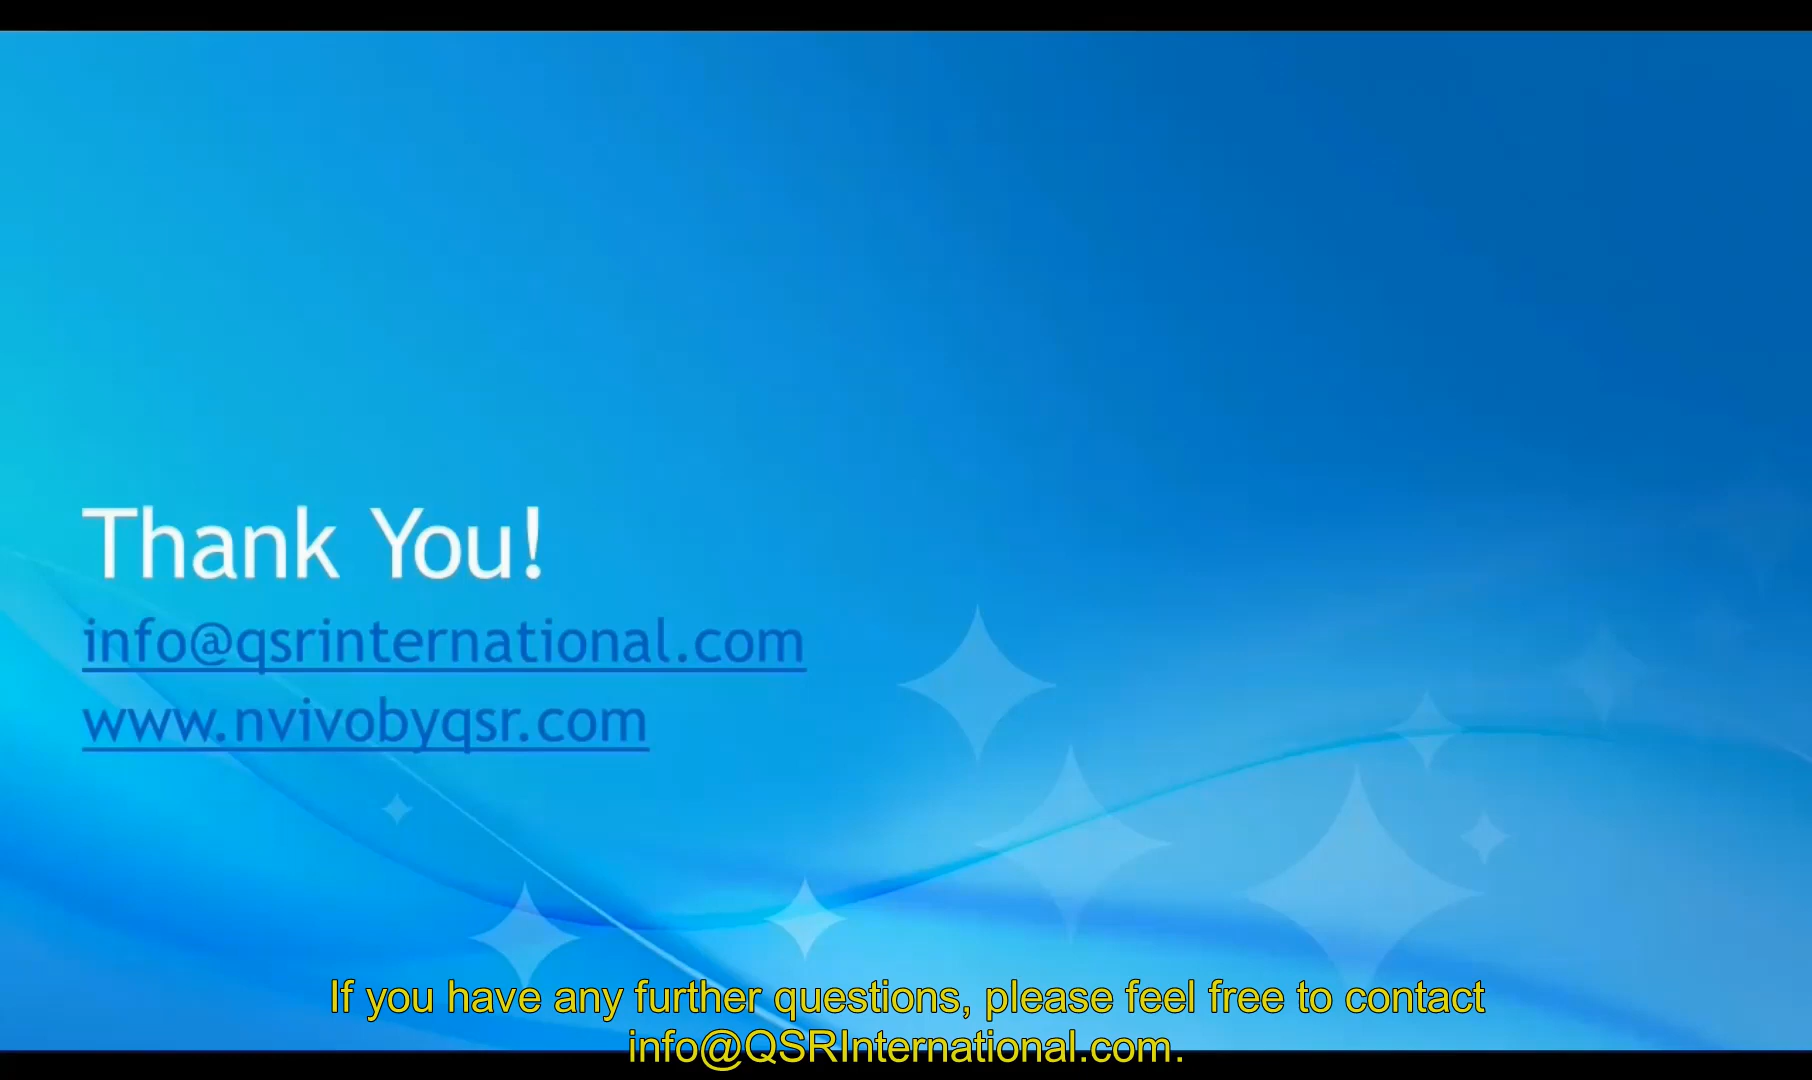 Thank You!
info@qsrinternational.com
www.nvivobyqsr.com
If you have any further questions, please feel free to contact
info@QSRInternational.com.